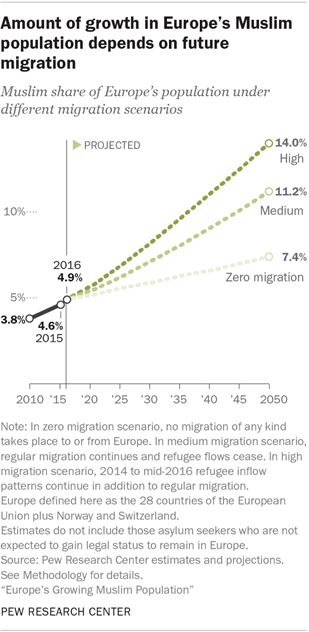 Amount of growth in Europe's Muslim
population depends on future
migration
Muslim share of Europe's population under
different migration scenarios
PROJECTED
14.0%
High
11.2%
Medium
10%
7.4%
Zero migration
2016
4.9%
5%
3.8%
4.6%
2015
2010 '15 '20 '25 '30 '35 '40 '45 2050
Note: In zero migration scenario, no migration of any kind
takes place to or from Europe. In medium migration scenario,
regular migration continues and refugee flows cease. In high
migration scenario, 2014 to mid-2016 refugee inflow
patterns continue in addition to regular migration.
Europe defined here as the 28 countries of the European
Union plus Norway and Switzerland.
Estimates do not include those asylum seekers who are not
expected to gain legal status to remain in Europe.
Source: Pew Research Center estimates and projections.
See Methodology for details.
"Europe's Growing Muslim Population"
PEW RESEARCH CENTER